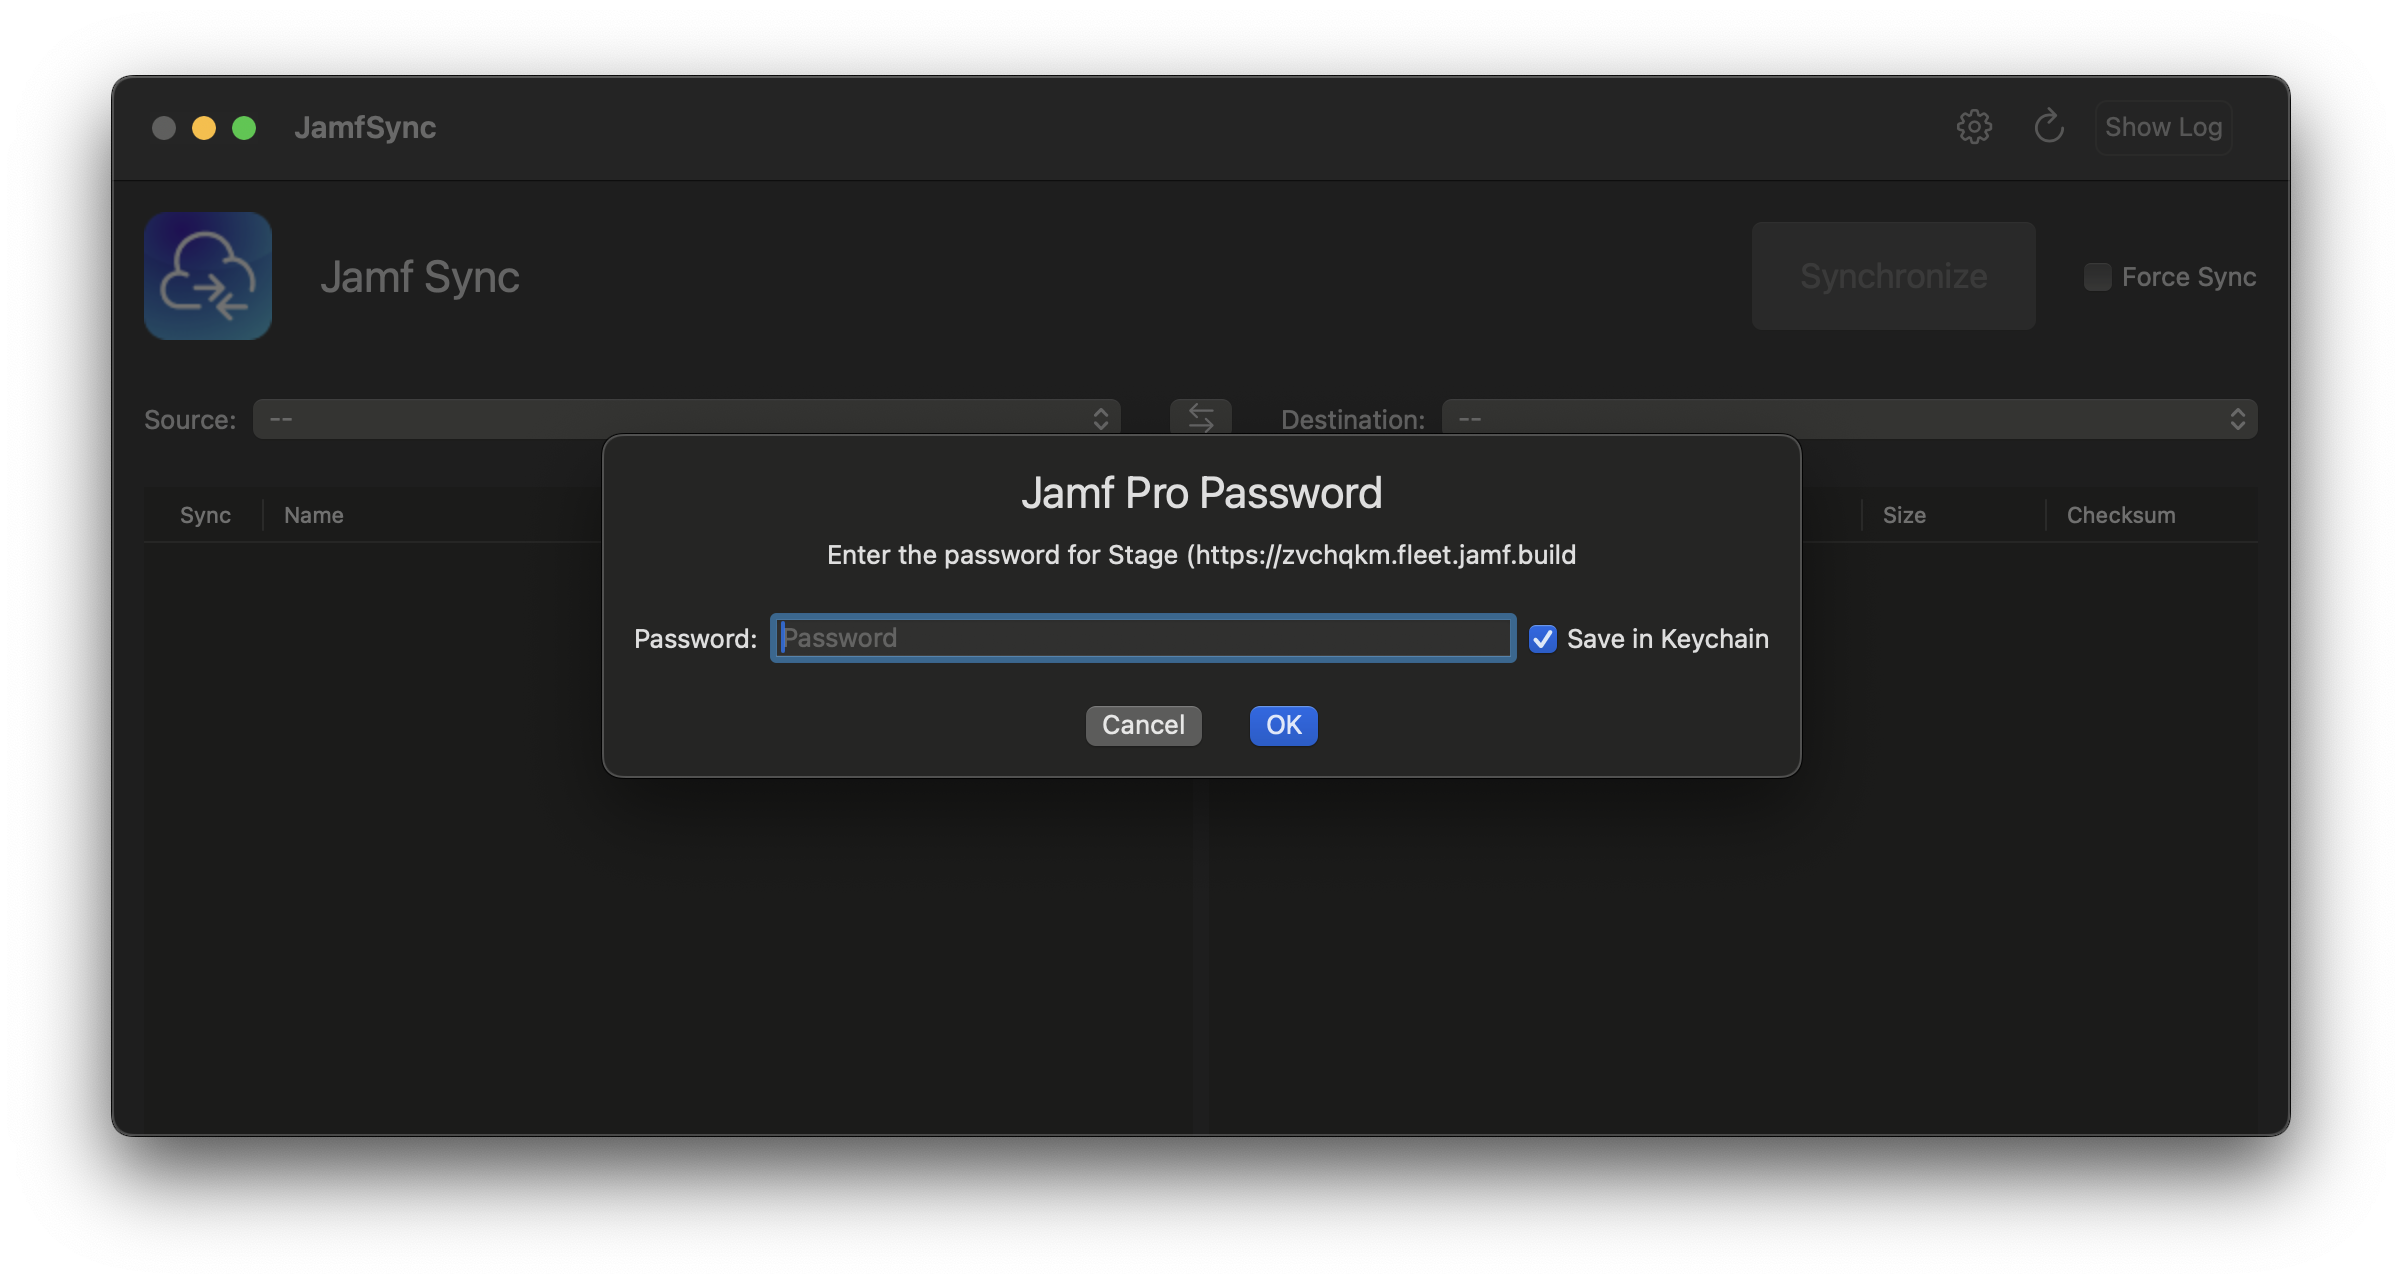 JamfSync
Show Log
Jamf Sync
Synchronize
Force Sync
Source: --
Destination: --
Sync Name
Size Checksum
Jamf Pro Password
Enter the password for Stage (https://zvchqkm.fleet.jamf.build
Password: Password
Save in Keychain
Cancel
OK